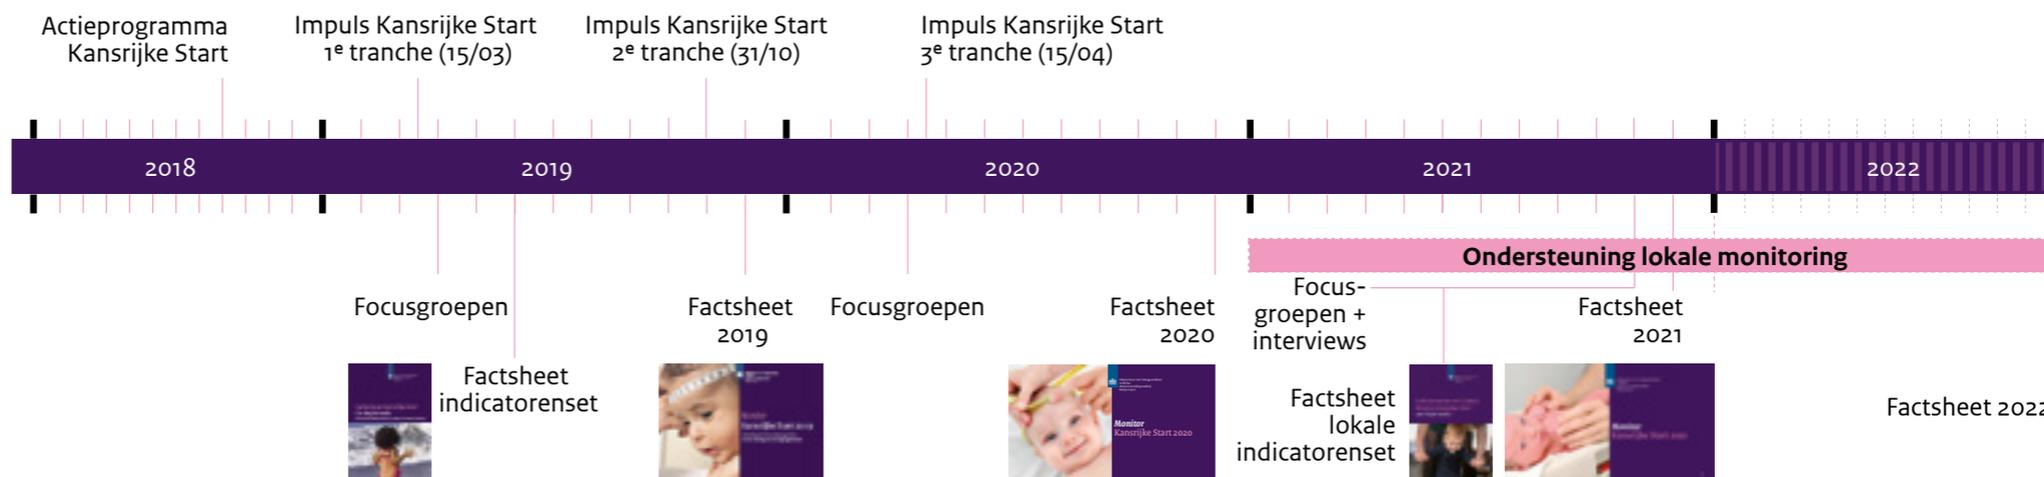 Actieprogramma
Kansrijke Start
Impuls Kansrijke Start
1e tranche (15/03)
Impuls Kansrijke Start
2e tranche (31/10)
Impuls Kansrijke Start
3e tranche (15/04)
2018
2019
2020
2021
2022
Ondersteuning lokale monitoring
Focusgroepen
Factsheet
indicatorenset
Factsheet
2019
Focusgroepen
Factsheet
2020
Focus-
groepen +
interviews
Factsheet
lokale
indicatorenset
Factsheet
2021
Factsheet 2022
Monitor
Kansrijke Start 2020